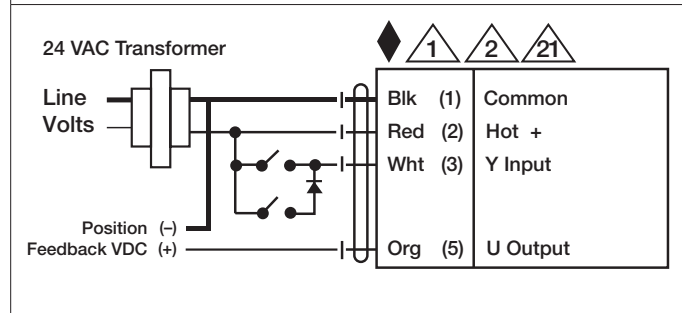 24 VAC Transformer
1 2 21
Line
Volts
Blk (1) Common
Red (2) Hot +
Wht (3) Y Input
Position (–)
Feedback VDC (+)
Org (5) U Output